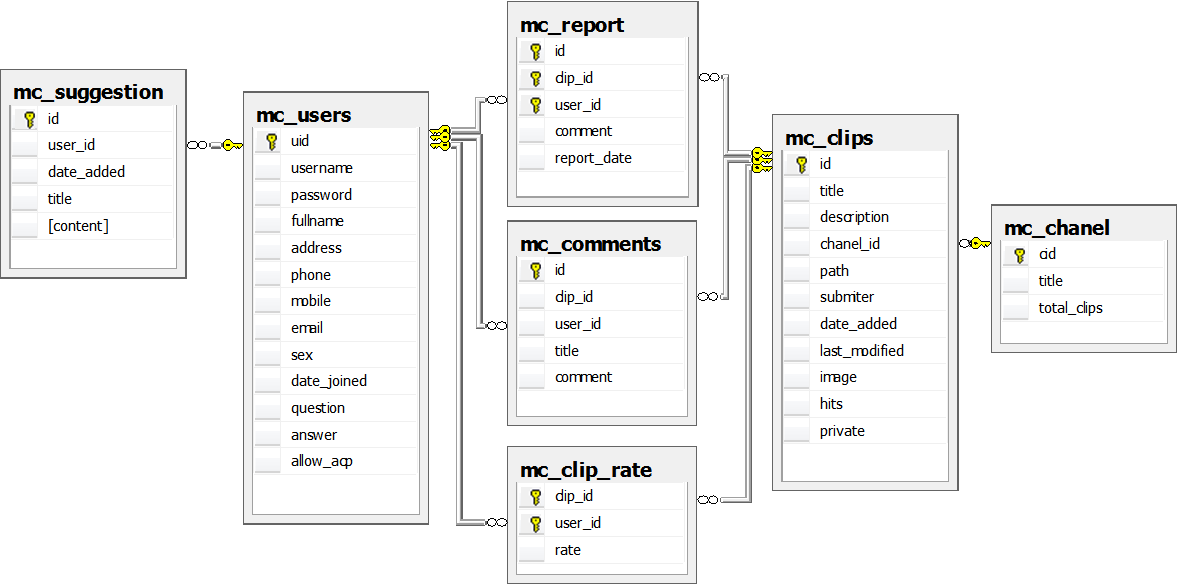 mc_suggestion
id
user_id
date_added
title
[content]
mc_users
uid
username
password
fullname
address
phone
mobile
email
sex
date_joined
question
answer
allow_acp
mc_report
id
clip_id
user_id
comment
report_date
mc_comments
id
clip_id
user_id
title
comment
mc_clip_rate
clip_id
user_id
rate
mc_clips
id
title
description
chanel_id
path
submiter
date_added
last_modified
image
hits
private
mc_chanel
cid
title
total_clips